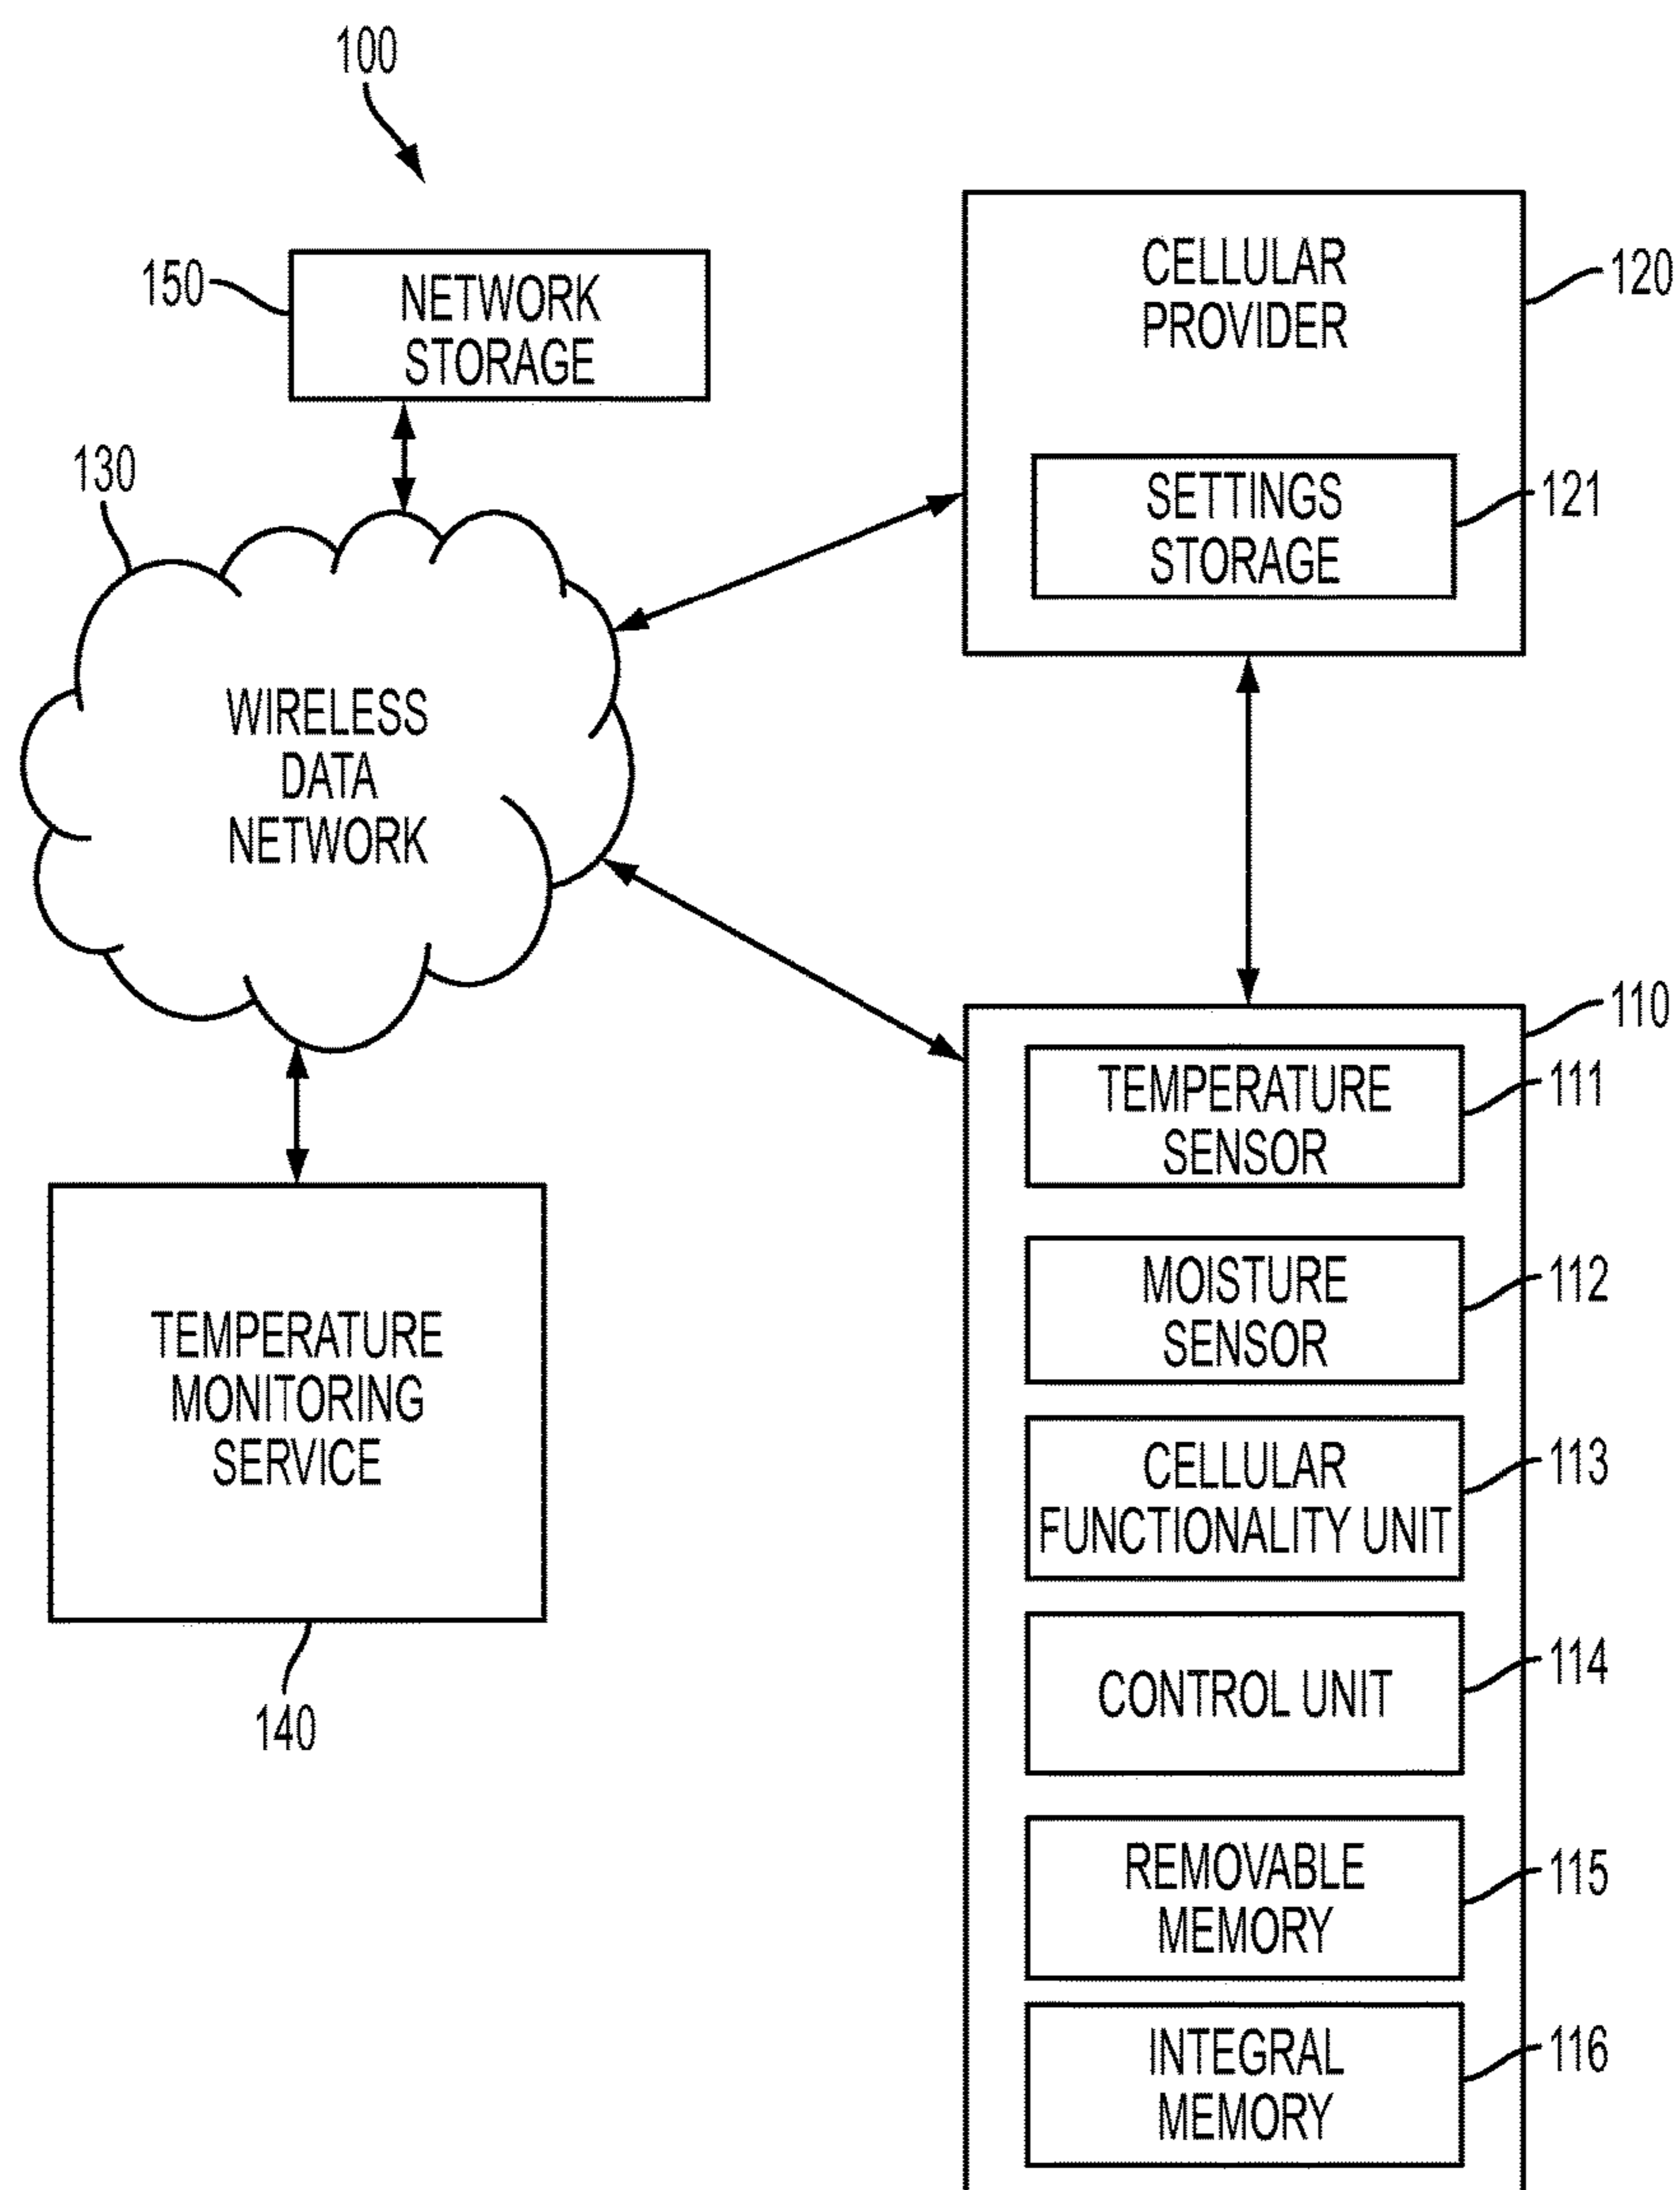 100
150
NETWORK
STORAGE
CELLULAR
PROVIDER
120
SETTINGS
STORAGE
121
130
WIRELESS
DATA
NETWORK
110
TEMPERATURE
SENSOR
111
MOISTURE
SENSOR
112
CELLULAR
FUNCTIONALITY UNIT
113
CONTROL UNIT
114
REMOVABLE
MEMORY
115
INTEGRAL
MEMORY
116
TEMPERATURE
MONITORING
SERVICE
140